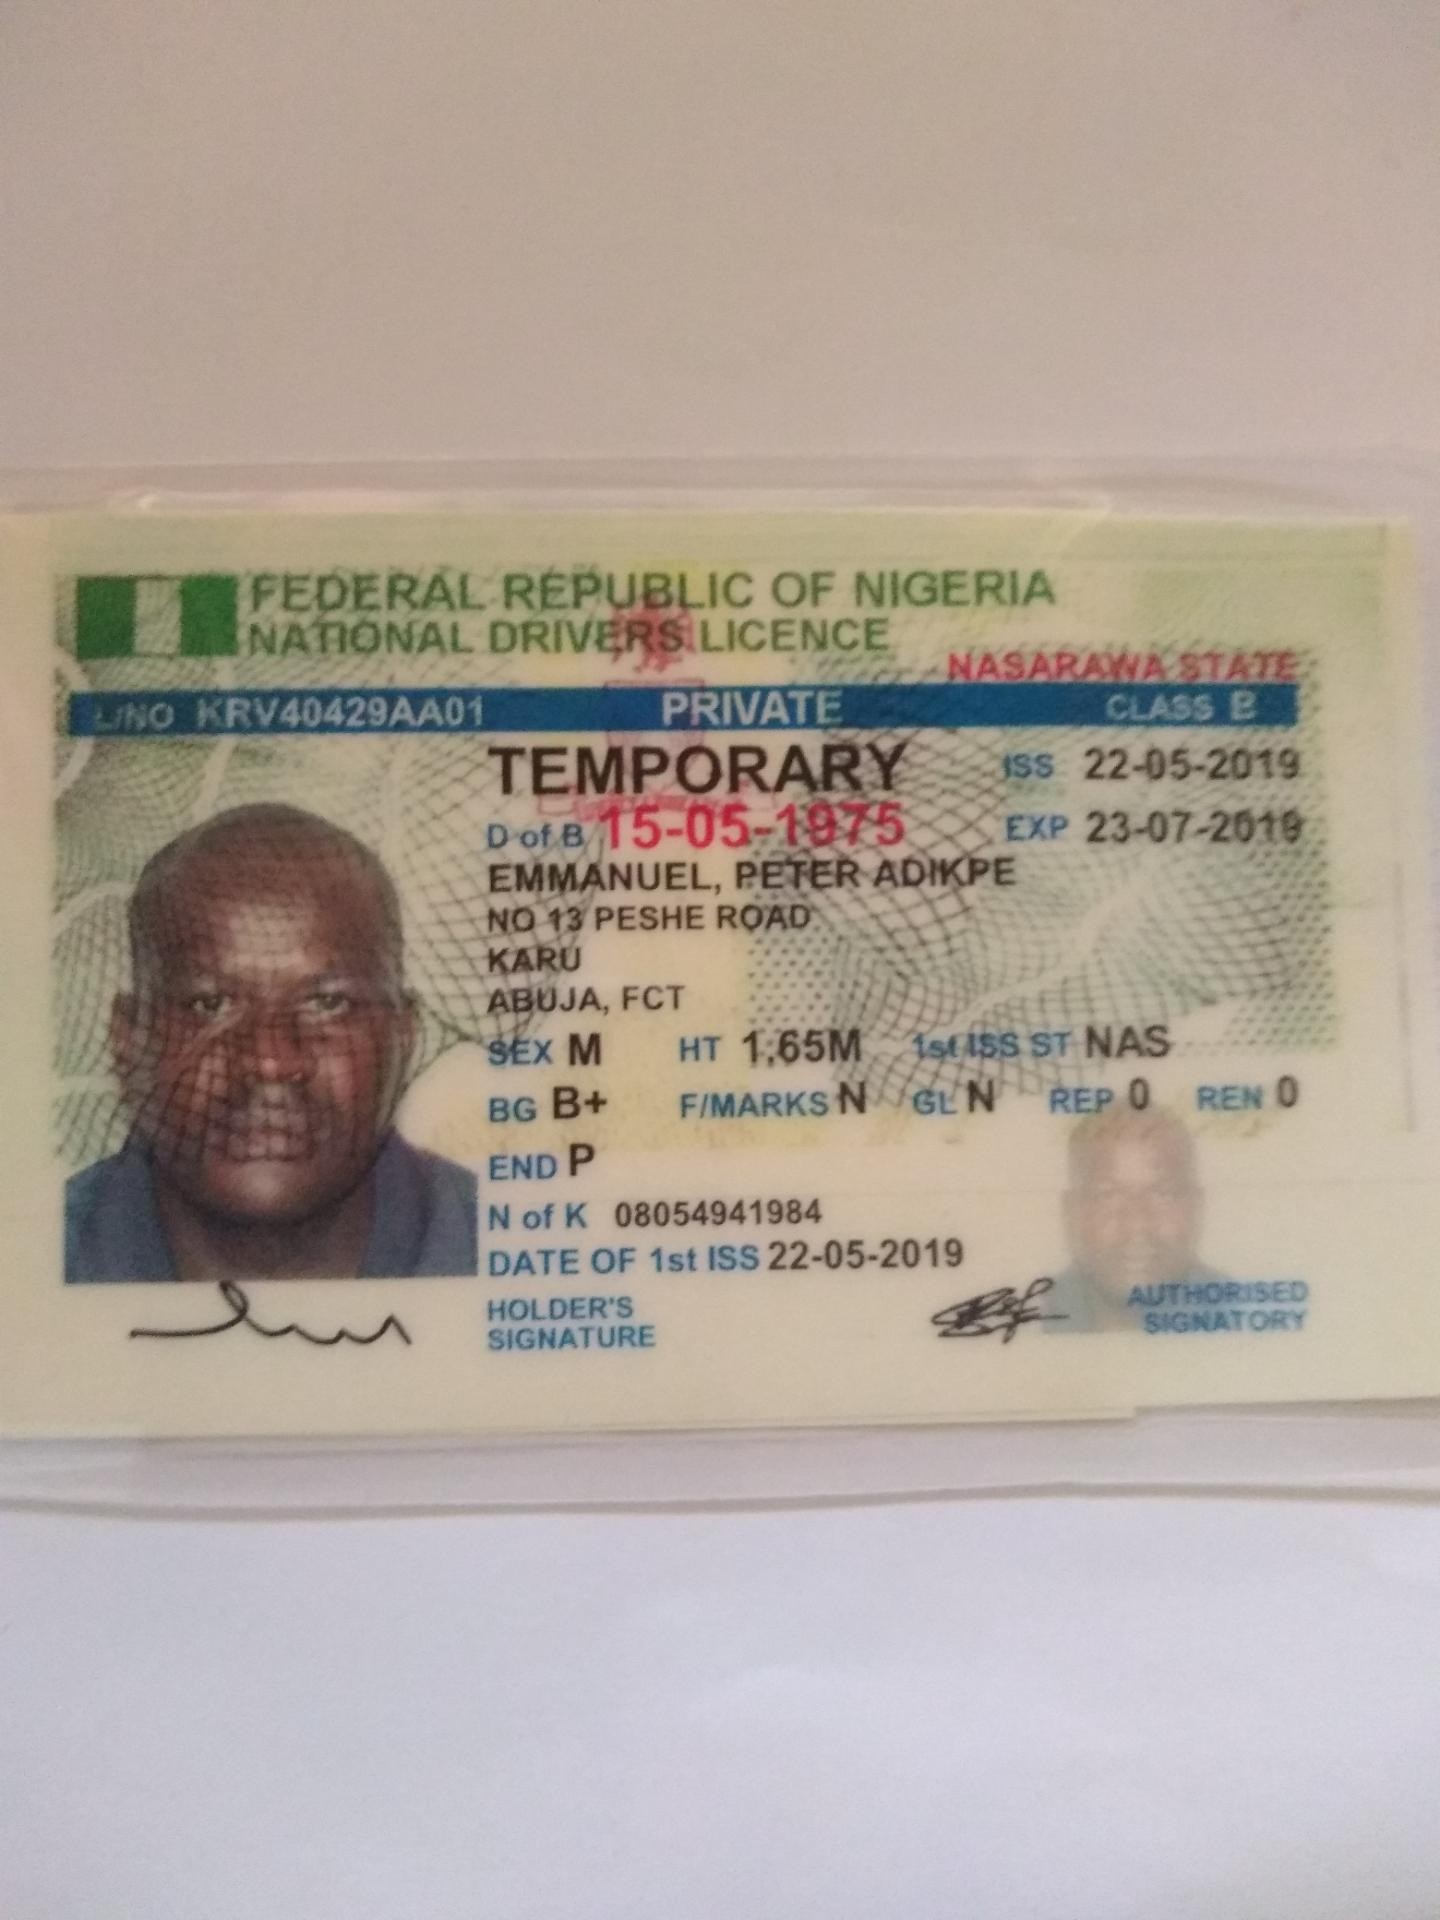 FEDERAL REPUBLIC OF NIGERIA
NATIONAL DRIVERS LICENCE
NASARAWA STATE
L/NO KRV40429AA01 PRIVATE CLASS B
TEMPORARY ISS 22-05-2019
D of B 15-05-1975 EXP 23-07-2019
EMMANUEL, PETER ADIKPE
NO 13 PESHE ROAD
KARU
ABUJA, FCT
SEX M HT 1.65M 1st ISS ST NAS
BG B+ F/MARKS N GL N REP 0 REN 0
END P
N of K 08054941984
DATE OF 1st ISS 22-05-2019
HOLDER'S
SIGNATURE
AUTHORISED
SIGNATORY